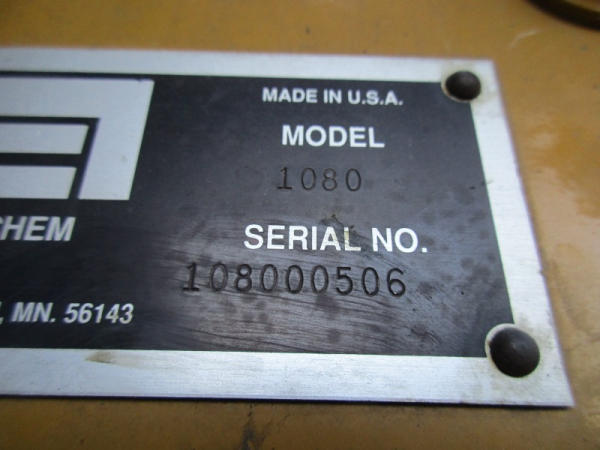 MADE IN U.S.A.
MODEL
1080
CHEM
SERIAL NO.
108000506
, MN. 56143